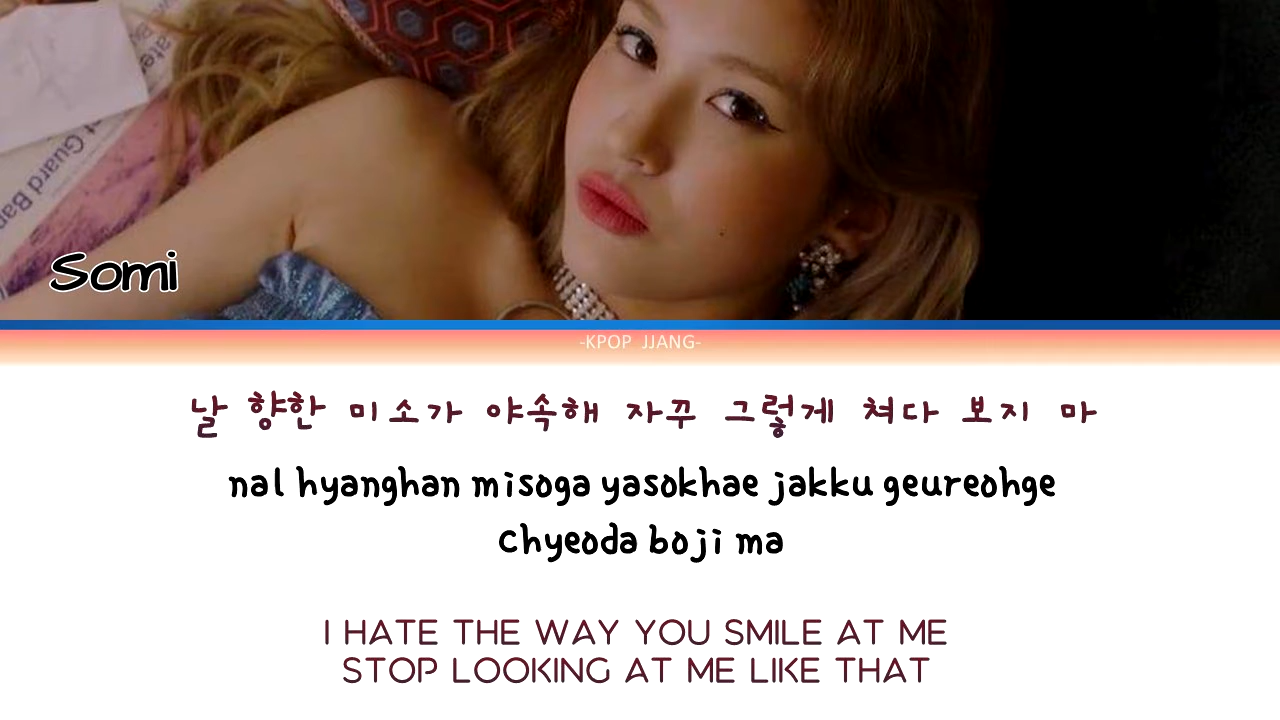 t Guard Ban
Somi
-KPOP JJANG-
날 향한 미소가 야속해 자꾸 그렇게 쳐다 보지 마
nal hyanghan misoga yasokhae jakku geureohge
chyeoda boji ma
I HATE THE WAY YOU SMILE AT ME
STOP LOOKING AT ME LIKE THAT